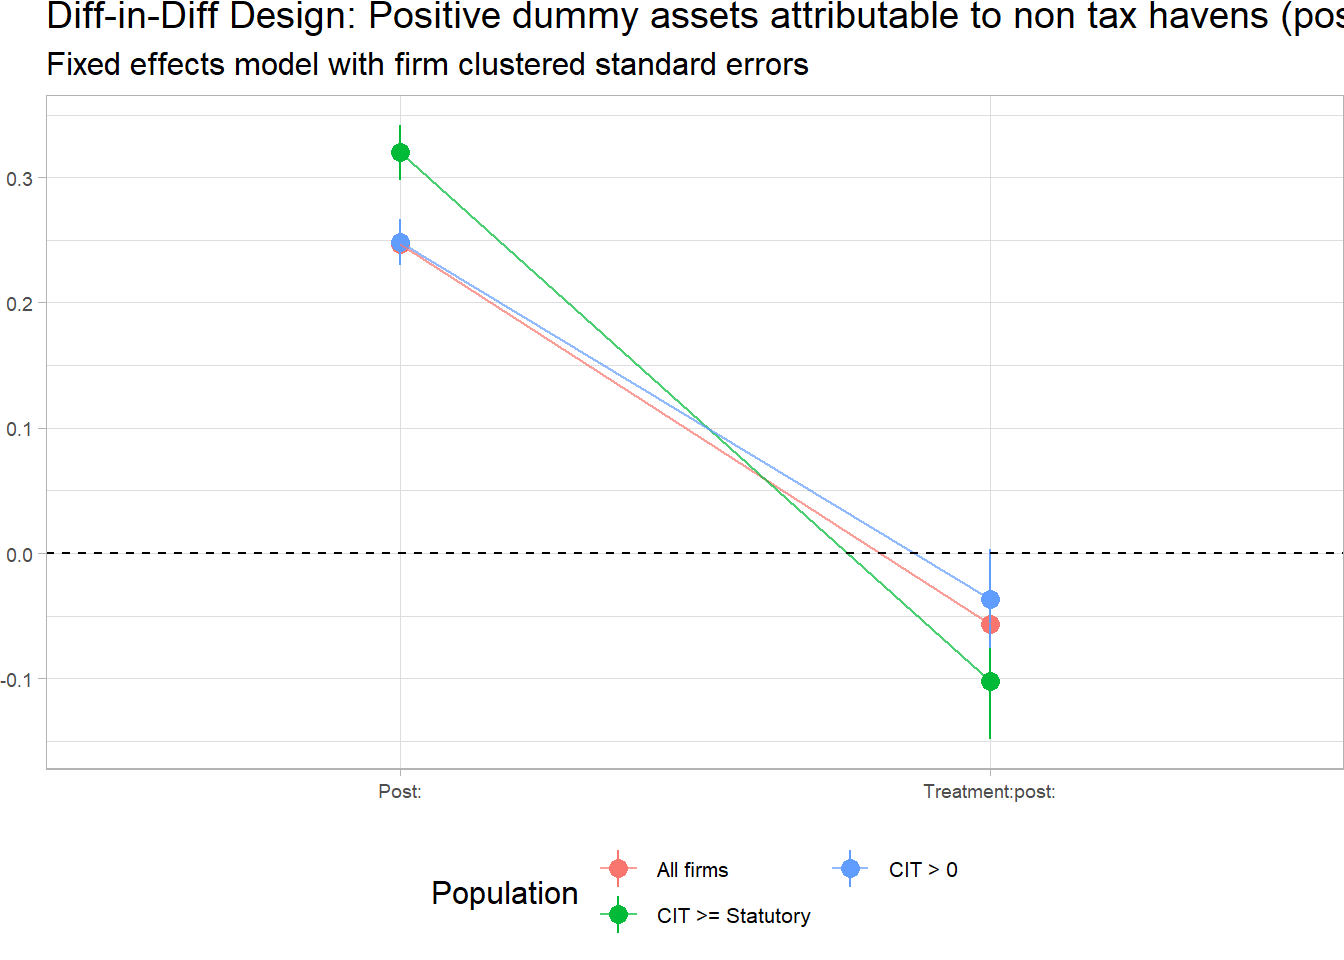 Diff-in-Diff Design: Positive dummy assets attributable to non tax havens (pos
Fixed effects model with firm clustered standard errors
0.3
0.2
0.1
0.0
-0.1
Post:
Treatment:post:
Population
All firms
CIT > 0
CIT >= Statutory